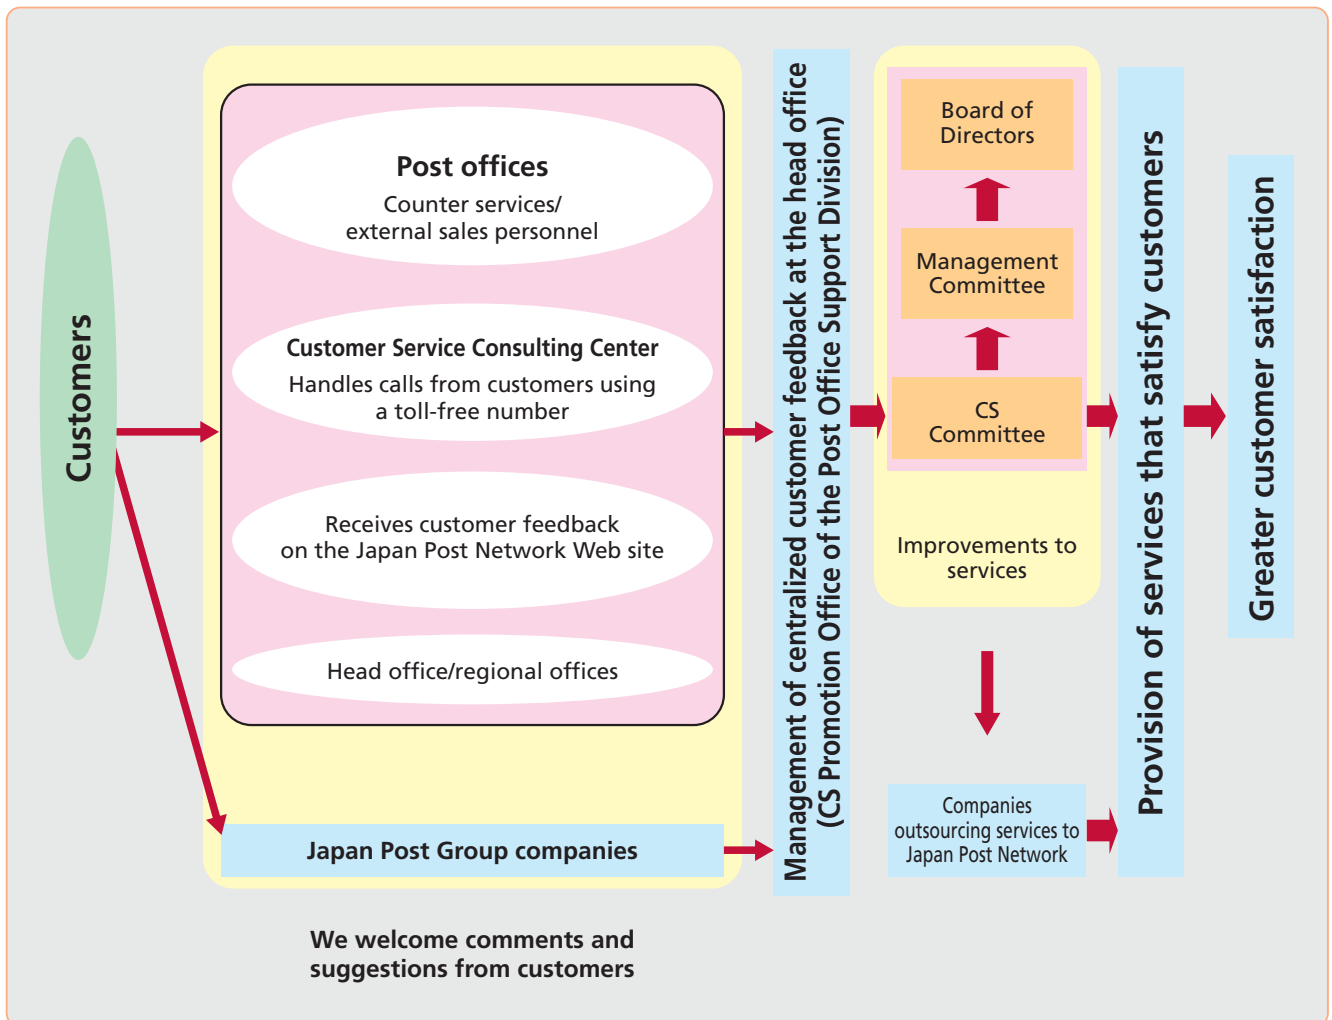 Customers
Post offices
Counter services/
external sales personnel
Customer Service Consulting Center
Handles calls from customers using
a toll-free number
Receives customer feedback
on the Japan Post Network Web site
Head office/regional offices
Japan Post Group companies
We welcome comments and
suggestions from customers
Management of centralized customer feedback at the head office
(CS Promotion Office of the Post Office Support Division)
Board of
Directors
Management
Committee
CS
Committee
Improvements to
services
Companies
outsourcing services to
Japan Post Network
Provision of services that satisfy customers
Greater customer satisfaction